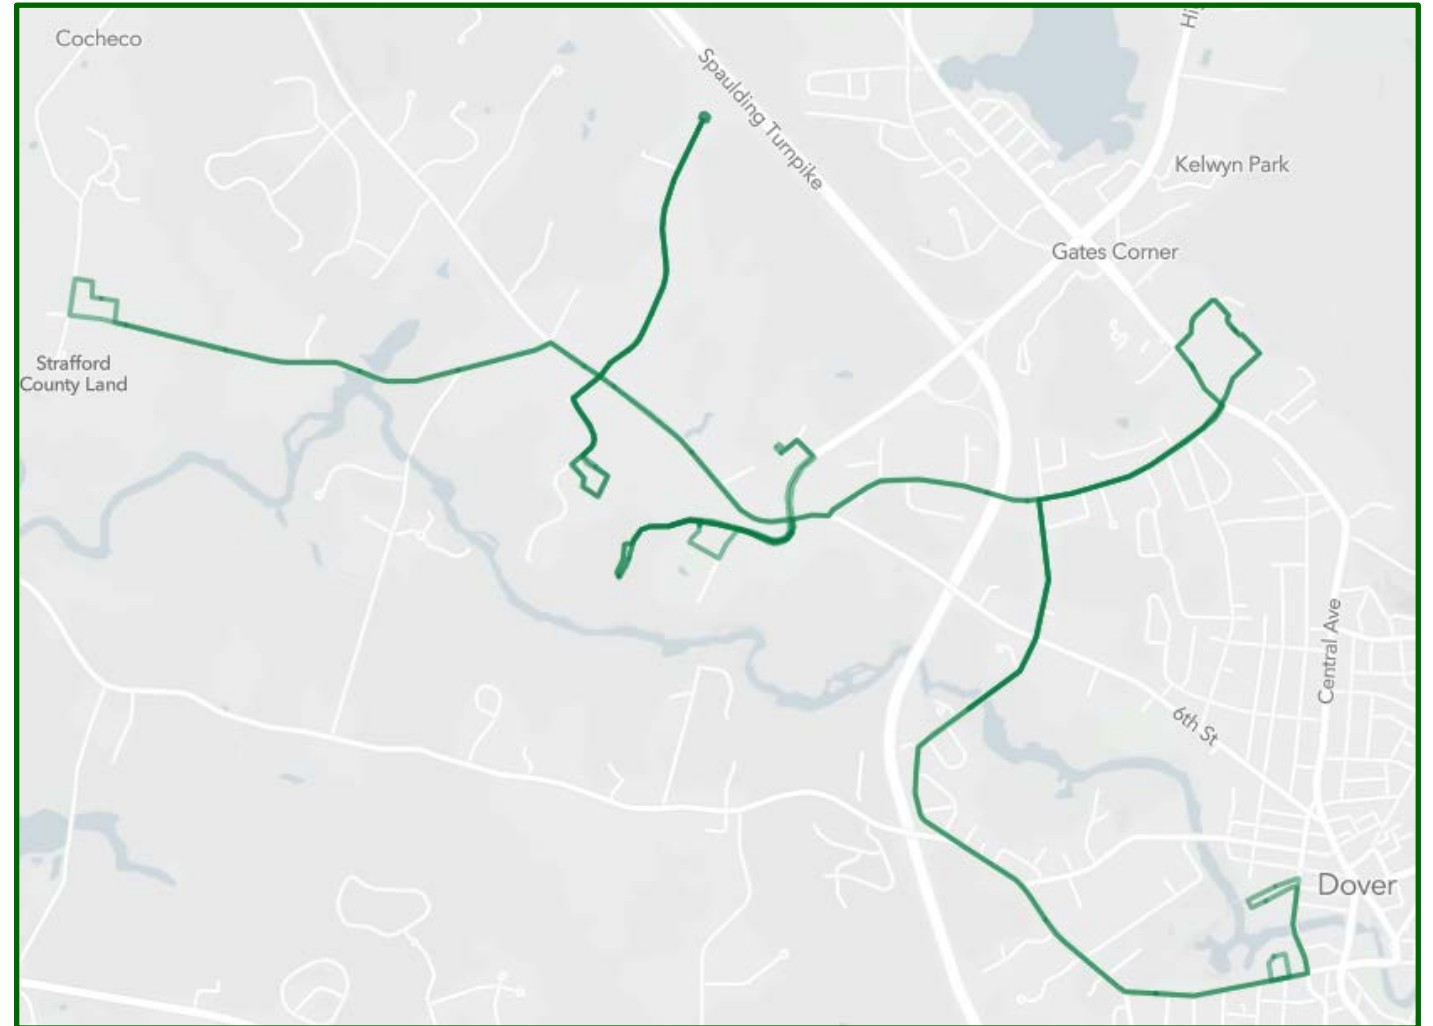 Cocheco
Spaulding Turnpike
Kelwyn Park
Gates Corner
Strafford
County Land
Central Ave
6th St
Dover